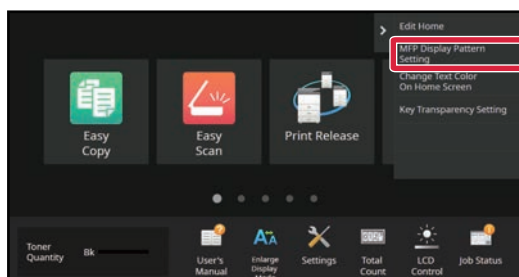 Edit Home
MFP Display Pattern
Setting
Change Text Color
On Home Screen
Key Transparency Setting
Easy
Copy
Easy
Scan
Print Release
Toner
Quantity
Bk
User's
Manual
Enlarge
Display
Mode
Settings
Total
Count
LCD
Control
Job Status